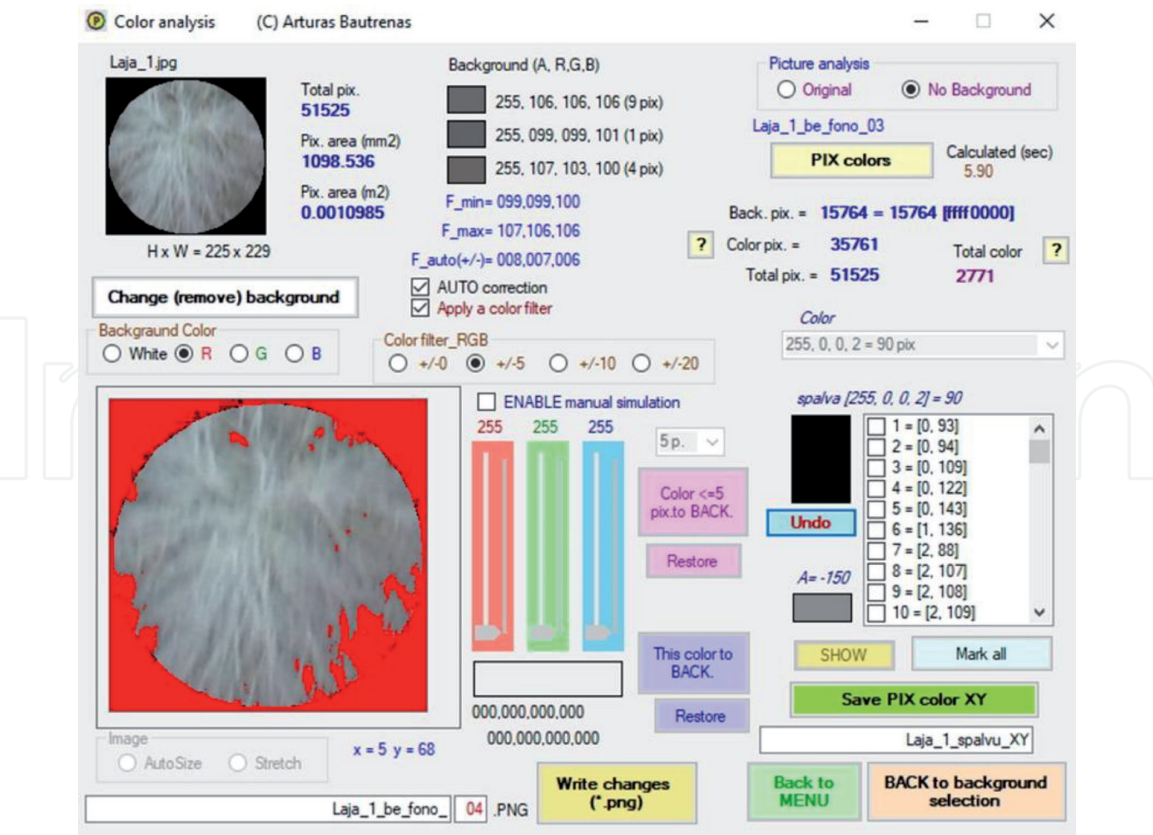 Color analysis (C) Arturas Bautrenas
Laja_1.jpg
Total pix.
51525
Pix. area (mm2)
1098.536
Pix. area (m2)
0.0010985
H x W = 225 x 229
Change (remove) background
Background (A, R,G,B)
255, 106, 106, 106 (9 pix)
255, 099, 099, 101 (1 pix)
255, 107, 103, 100 (4 pix)
F_min= 099,099,100
F_max= 107,106,106
F_auto(+/-)= 008,007,006
AUTO correction
Apply a color filter
Picture analysis
Original No Background
Laja_1_be_fono_03
PIX colors
Calculated (sec)
5.90
Back. pix. = 15764 = 15764 [ffff0000]
? Color pix. = 35761
Total color ?
Total pix. = 51525
2771
Backgraund Color
White R G B
Color filter_RGB
+/-0 +/-5 +/-10 +/-20
Color
255, 0, 0, 2 = 90 pix
ENABLE manual simulation
255 255 255
5 p.
Color <=5
pix.to BACK.
Restore
This color to
BACK.
Restore
000,000,000,000
000,000,000,000
spalva [255, 0, 0, 2] = 90
1 = [0, 93]
2 = [0, 94]
3 = [0, 109]
4 = [0, 122]
5 = [0, 143]
6 = [1, 136]
7 = [2, 88]
8 = [2, 107]
9 = [2, 108]
10 = [2, 109]
Undo
A= -150
SHOW Mark all
Save PIX color XY
Laja_1_spalvu_XY
Image
AutoSize Stretch
x = 5 y = 68
Laja_1_be_fono_ 04 .PNG
Write changes
(*.png)
Back to
MENU
BACK to background
selection